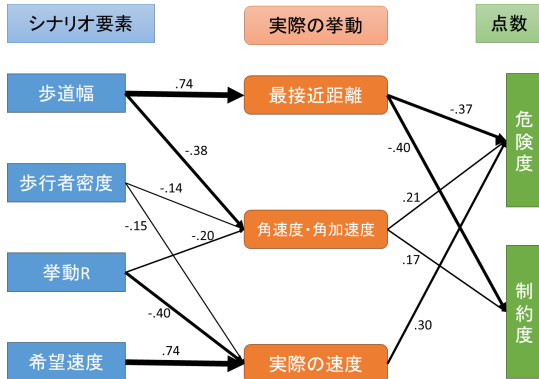 シナリオ要素
実際の挙動
点数
歩道幅
歩行者密度
挙動R
希望速度
最接近距離
角速度・角加速度
実際の速度
危険度
制約度
.74
-.38
-.14
-.15
-.20
-.40
.74
-.37
-.40
.21
.17
.30